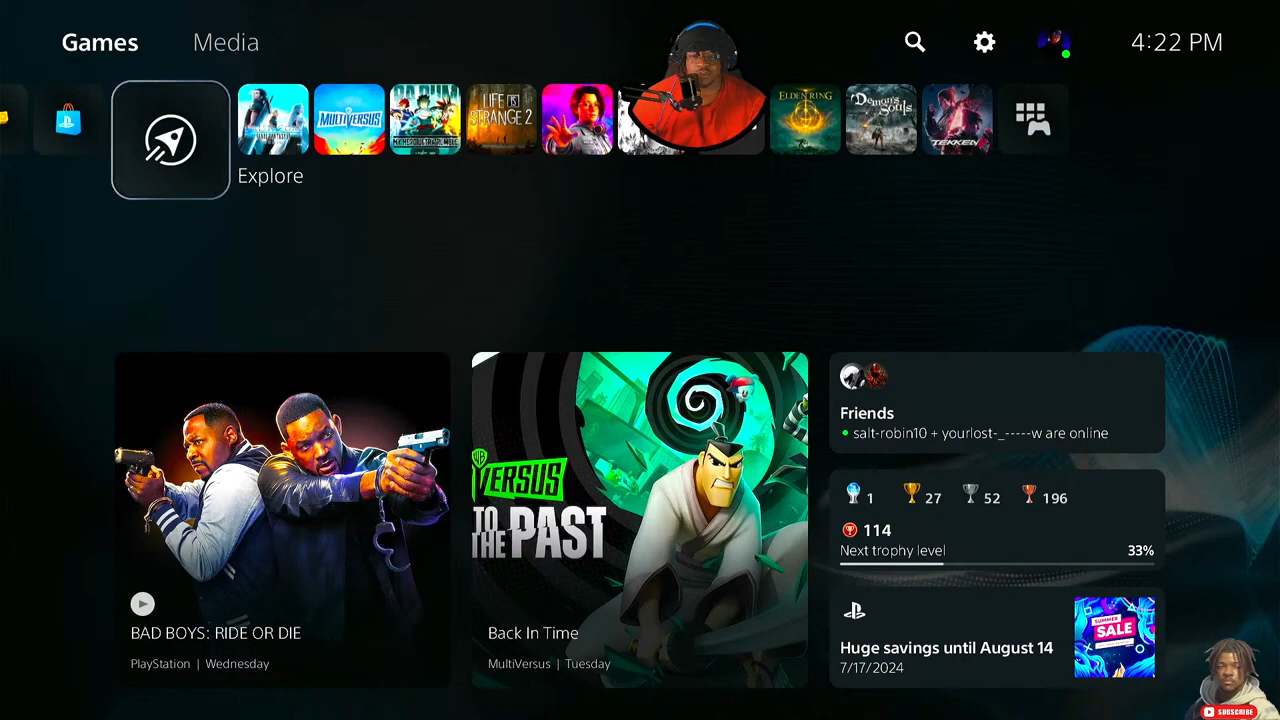 Games
Media
4:22 PM
MULTIVERSUS
LIFE IS
STRANGE 2
ELDEN RING
Demon's
Souls
TEKKEN
Explore
Friends
salt-robin10 + yourlost-_-----w are online
1
27
52
196
114
Next trophy level
33%
WB
VERSUS
TO
THE PAST
BAD BOYS: RIDE OR DIE
PlayStation | Wednesday
Back In Time
MultiVersus | Tuesday
Huge savings until August 14
7/17/2024
SUMMER
SALE
SUBSCRIBE